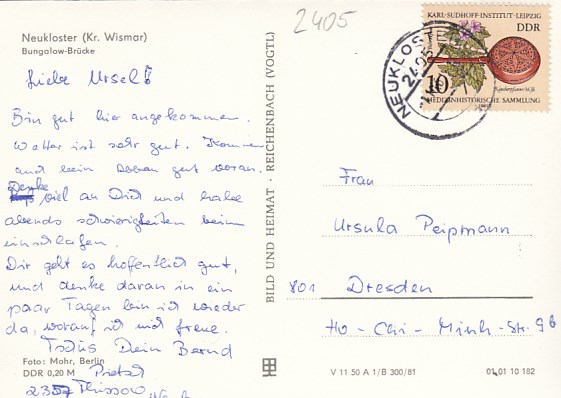 Neukloster (Kr. Wismar)
Bungalow-Brücke
Liebe Ursel!
Bin gut hier angekommen.
Wetter ist sehr gut. Komme
auch beim Lesen gut voran.
Denke viel an Dich und habe
abends schwierigkeiten beim
einschlafen.
Dir geht es hoffentlich gut,
und denke daran in ein
paar Tagen bin ich wieder
da, worauf ich mich freue.
Tschüs Dein Bernd
Foto: Mohr, Berlin
DDR 0,20 M
2357
BILD UND HEIMAT · REICHENBACH (VOGTL)
2405
KARL-SUDHOFF-INSTITUT · LEIPZIG
DDR
10
MEDIZINHISTORISCHE SAMMLUNG
NEUKLOSTER
Frau
Ursula Peipmann
801 Dresden
Ho-Chi-Minh-Str. 9b
V 11 50 A 1/B 300/81
01 01 10 182